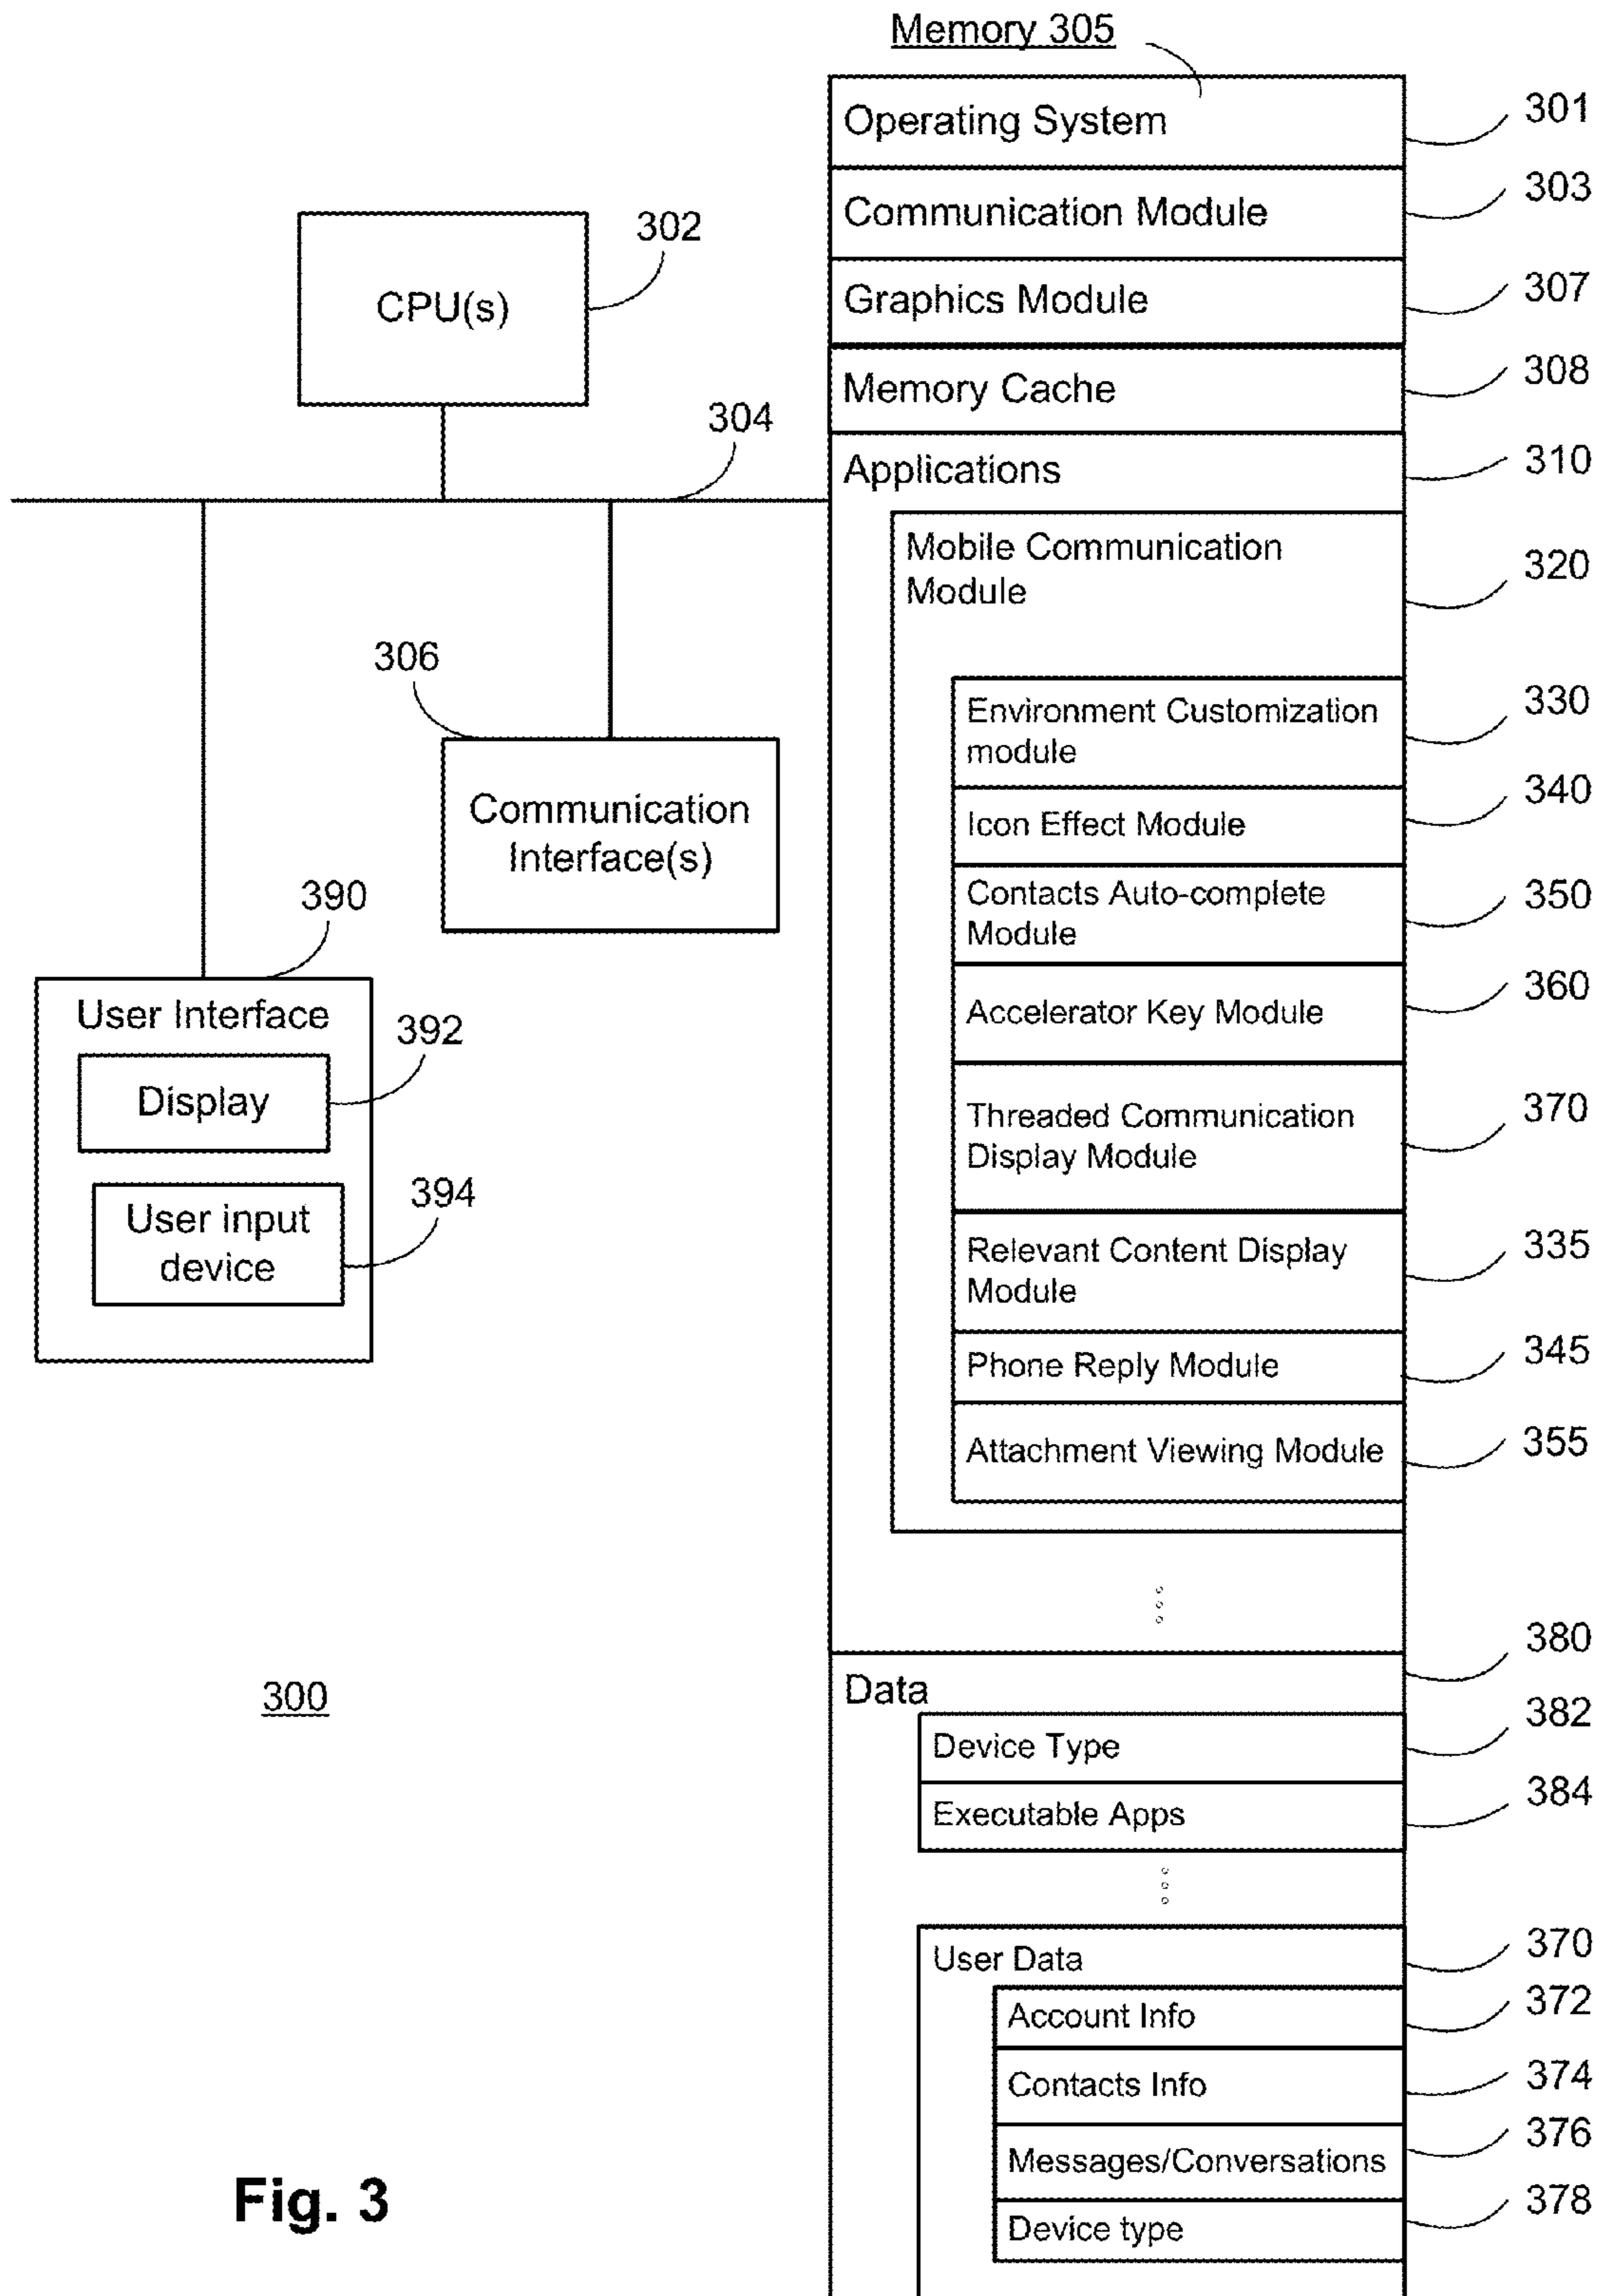 Memory 305
Operating System
301
Communication Module
303
Graphics Module
307
Memory Cache
308
Applications
310
Mobile Communication
Module
320
Environment Customization
module
330
Icon Effect Module
340
Contacts Auto-complete
Module
350
Accelerator Key Module
360
Threaded Communication
Display Module
370
Relevant Content Display
Module
335
Phone Reply Module
345
Attachment Viewing Module
355
Data
380
Device Type
382
Executable Apps
384
User Data
370
Account Info
372
Contacts Info
374
Messages/Conversations
376
Device type
378
CPU(s)
302
304
306
Communication
Interface(s)
390
User Interface
Display
392
User input
device
394
300
Fig. 3